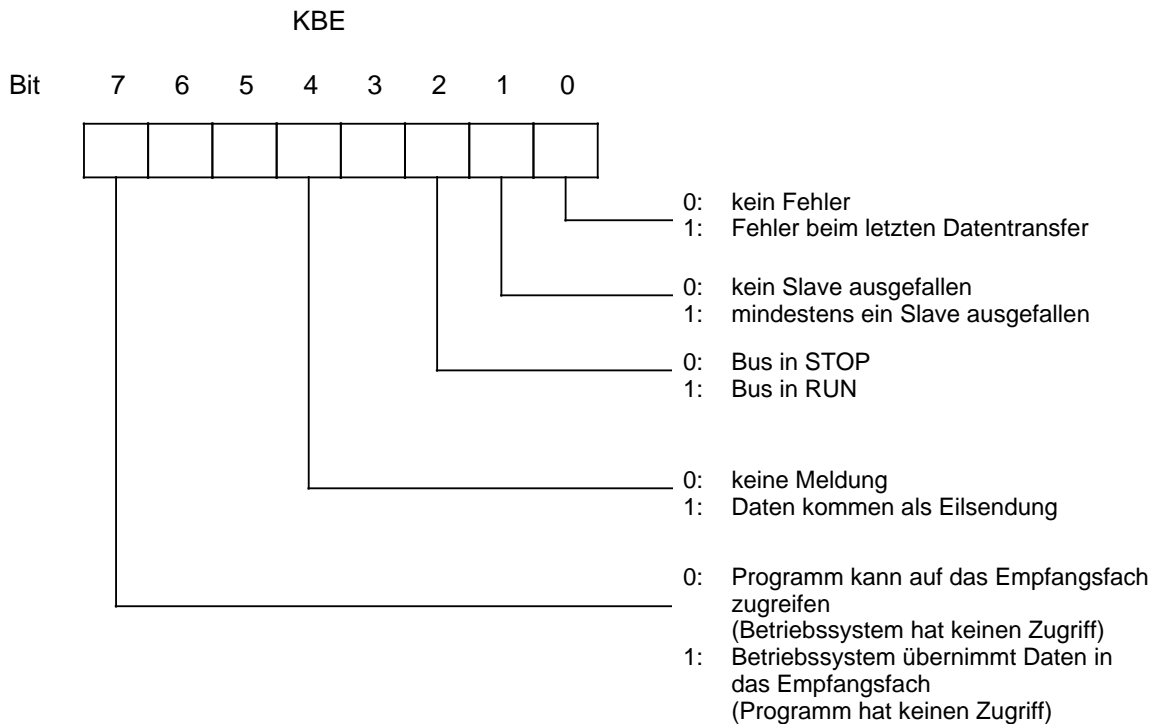 KBE
Bit 7 6 5 4 3 2 1 0
0: kein Fehler
1: Fehler beim letzten Datentransfer
0: kein Slave ausgefallen
1: mindestens ein Slave ausgefallen
0: Bus in STOP
1: Bus in RUN
0: keine Meldung
1: Daten kommen als Eilsendung
0: Programm kann auf das Empfangsfach
zugreifen
(Betriebssystem hat keinen Zugriff)
1: Betriebssystem übernimmt Daten in
das Empfangsfach
(Programm hat keinen Zugriff)